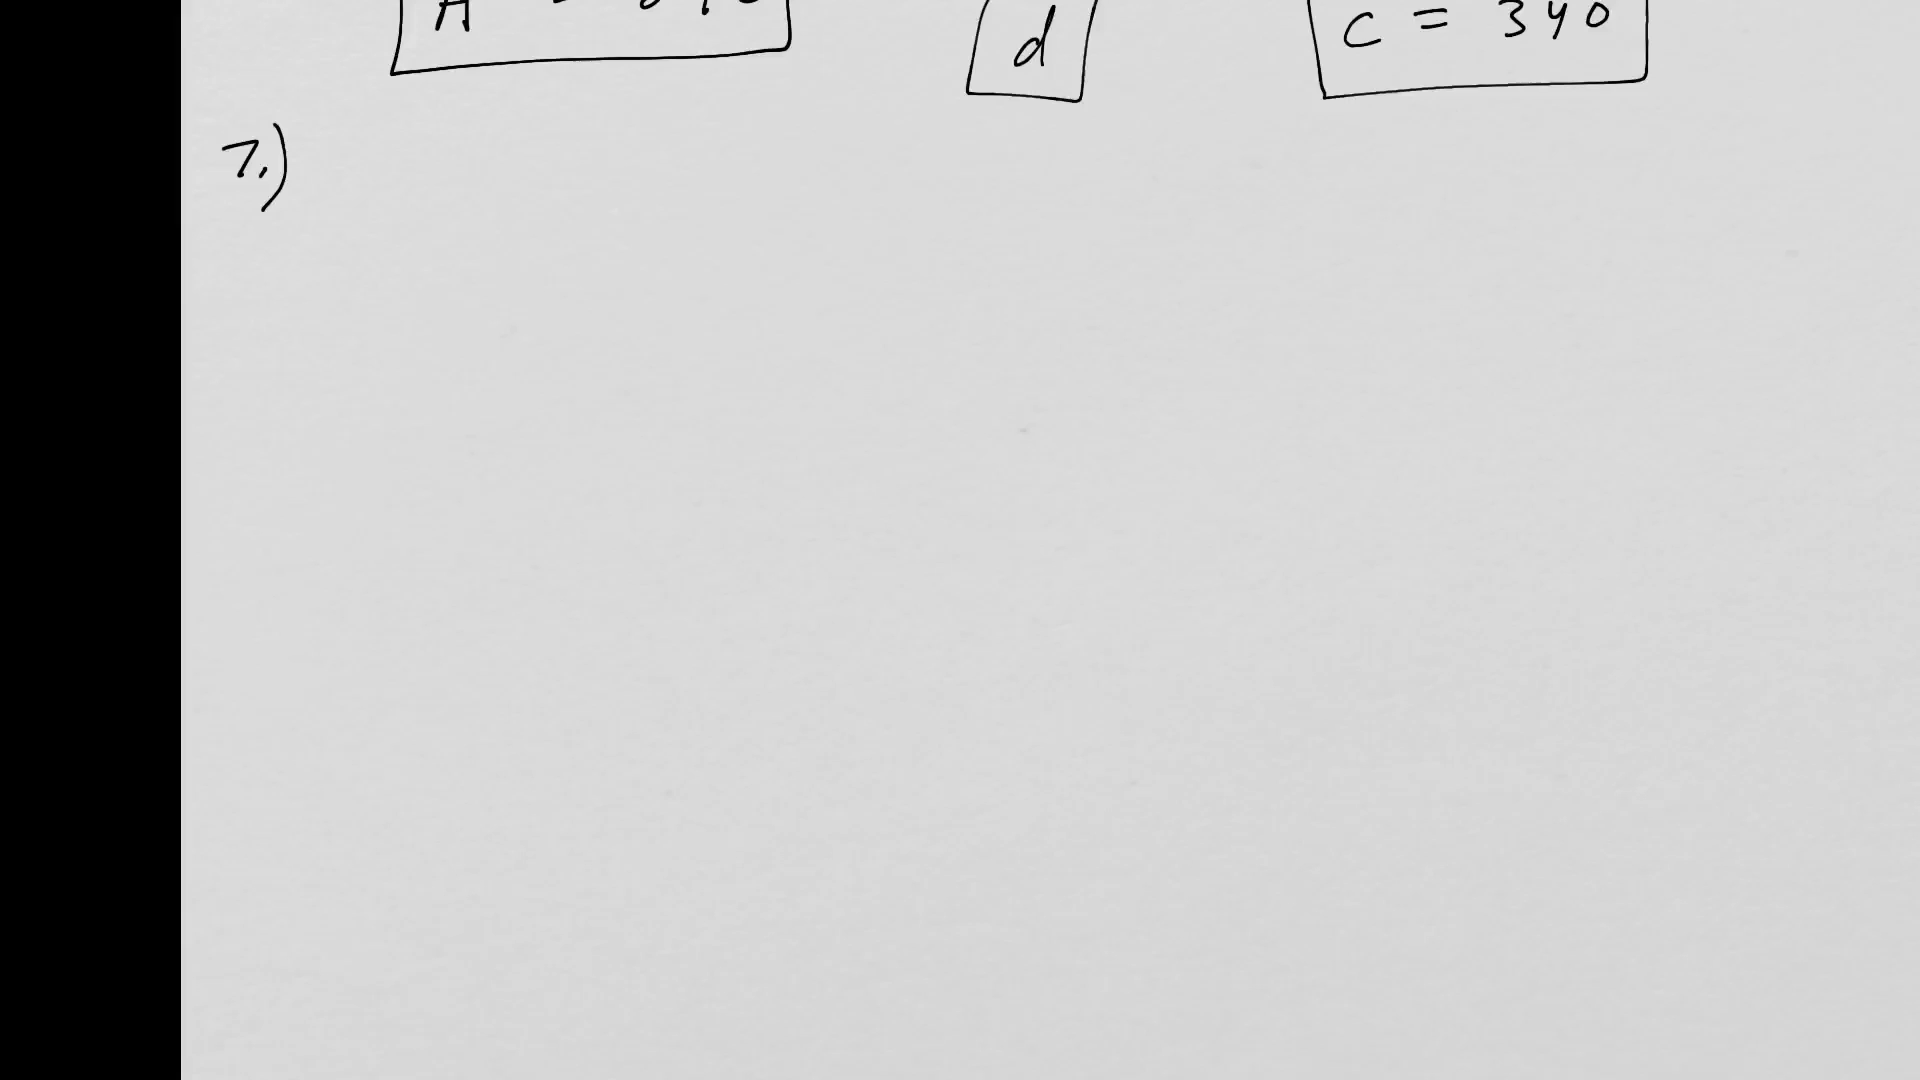 A = d C = 340
7.)